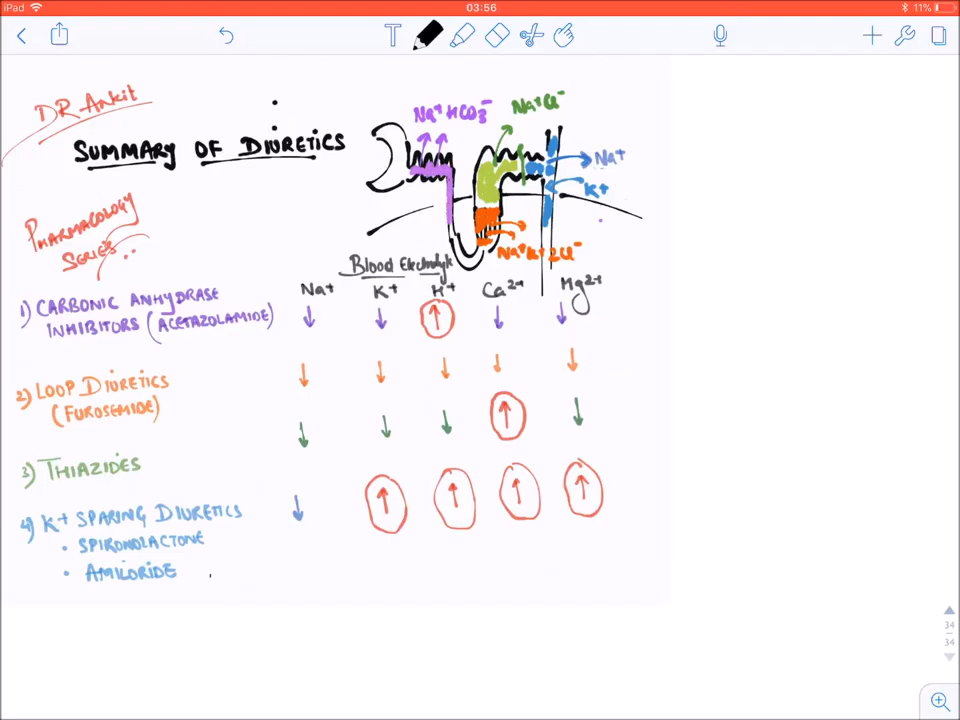 iPad
03:56
11%
T
DR Ankit
SUMMARY OF DIURETICS
Na+ HCO3-
Na+Cl-
Na+
K+
Na+K+2Cl-
PHARMACOLOGY
SERIES
Blood Electrolyte
Na+ K+ H+ Ca2+ Mg2+
1) CARBONIC ANHYDRASE
INHIBITORS (ACETAZOLAMIDE) ↓ ↓ ↑ ↓ ↓
2) LOOP DIURETICS
(FUROSEMIDE) ↓ ↓ ↓ ↓ ↓
3) THIAZIDES ↓ ↓ ↓ ↑ ↓
4) K+ SPARING DIURETICS ↓ ↑ ↑ ↑ ↑
• SPIRONOLACTONE
• AMILORIDE
34
34